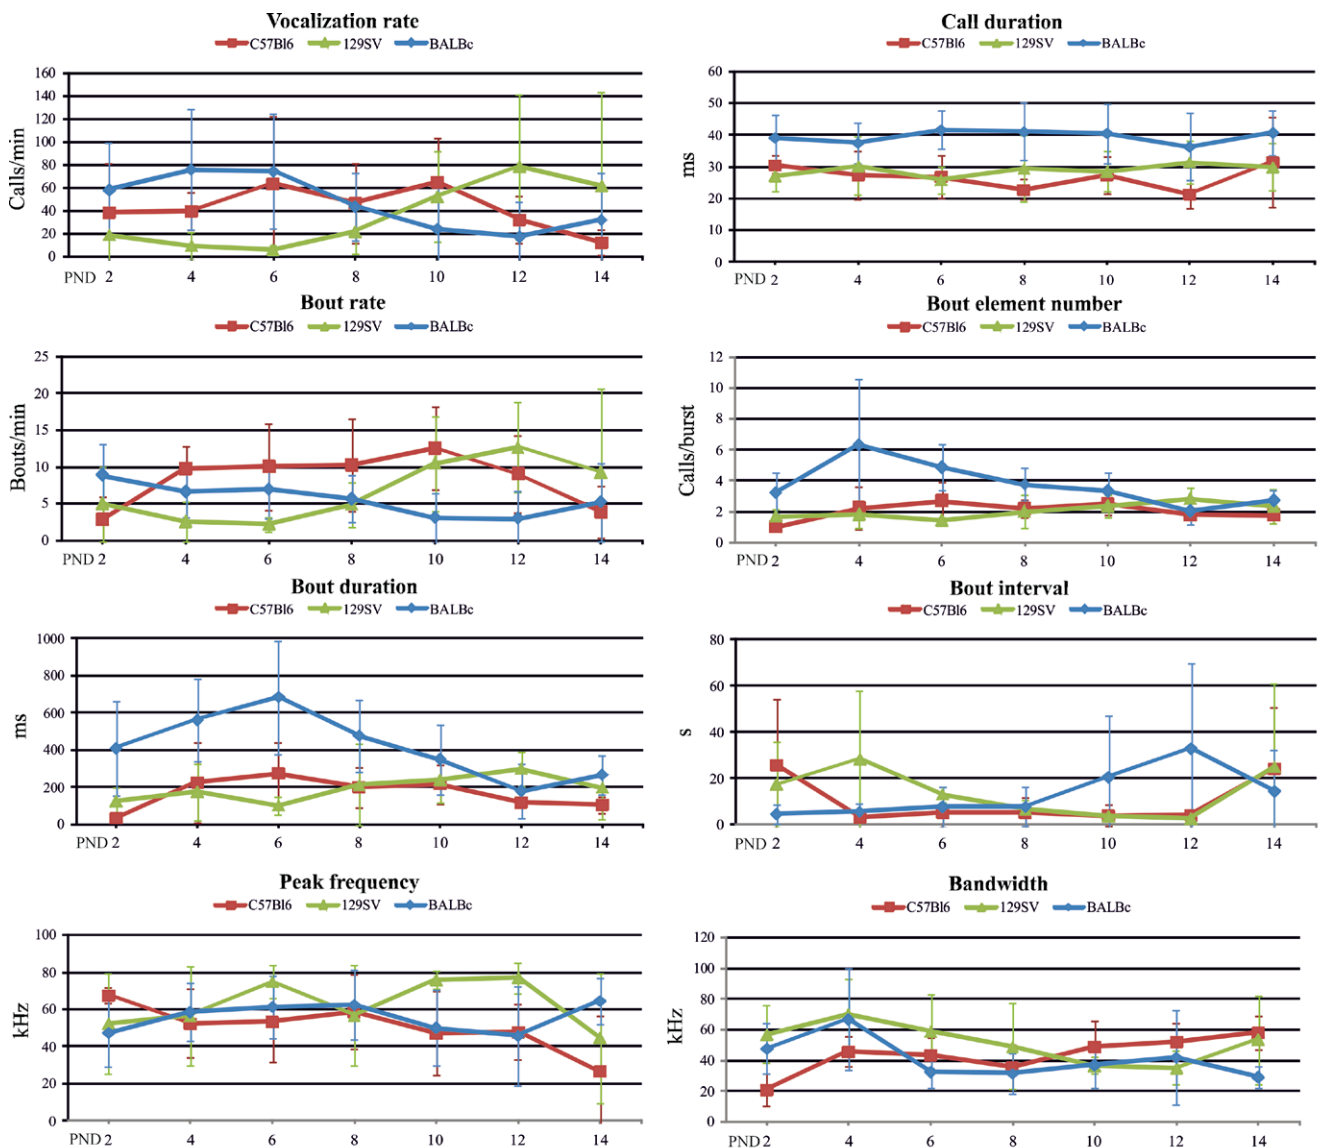 Vocalization rate
C57Bl6 129SV BALBc
Calls/min
160
140
120
100
80
60
40
20
0
PND 2 4 6 8 10 12 14
Call duration
C57Bl6 129SV BALBc
ms
60
50
40
30
20
10
0
PND 2 4 6 8 10 12 14
Bout rate
C57Bl6 129SV BALBc
Bouts/min
25
20
15
10
5
0
PND 2 4 6 8 10 12 14
Bout element number
C57Bl6 129SV BALBc
Calls/burst
12
10
8
6
4
2
0
PND 2 4 6 8 10 12 14
Bout duration
C57Bl6 129SV BALBc
ms
1000
800
600
400
200
0
PND 2 4 6 8 10 12 14
Bout interval
C57Bl6 129SV BALBc
s
80
60
40
20
0
PND 2 4 6 8 10 12 14
Peak frequency
C57Bl6 129SV BALBc
kHz
100
80
60
40
20
0
PND 2 4 6 8 10 12 14
Bandwidth
C57Bl6 129SV BALBc
kHz
120
100
80
60
40
20
0
PND 2 4 6 8 10 12 14